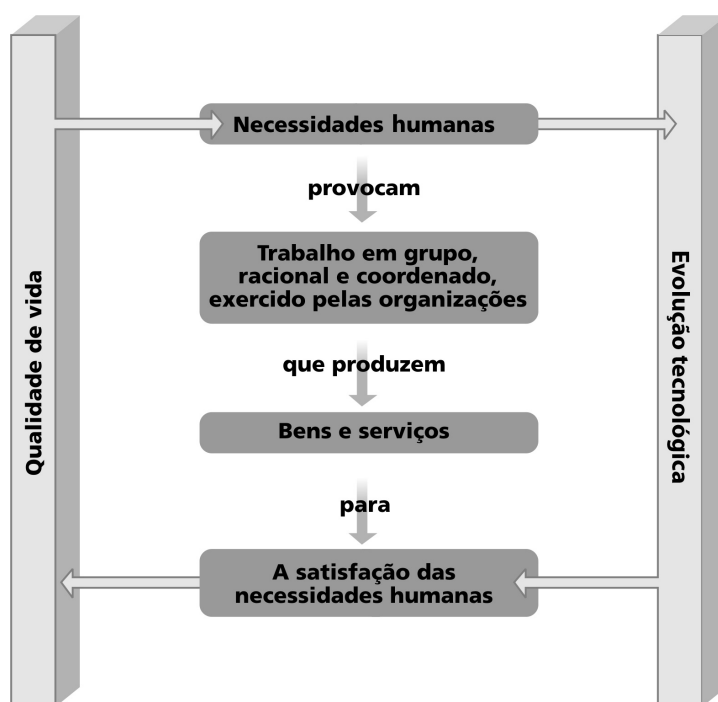 Necessidades humanas
provocam
Trabalho em grupo,
racional e coordenado,
exercido pelas organizações
que produzem
Bens e serviços
para
A satisfação das
necessidades humanas
Qualidade de vida
Evolução tecnológica